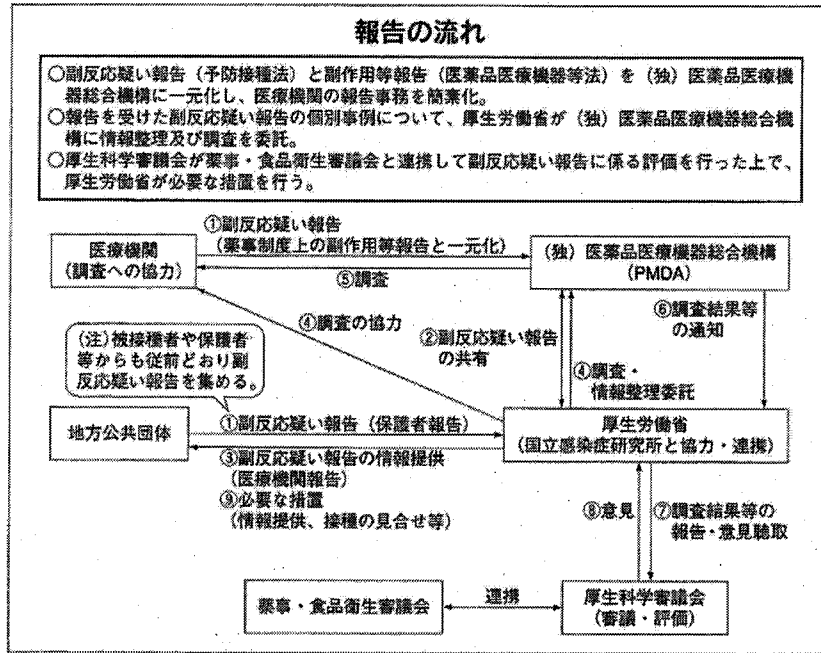 報告の流れ
○副反応疑い報告（予防接種法）と副作用等報告（医薬品医療機器等法）を（独）医薬品医療機
器総合機構に一元化し、医療機関の報告事務を簡素化。
○報告を受けた副反応疑い報告の個別事例について、厚生労働省が（独）医薬品医療機器総合機
構に情報整理及び調査を委託。
○厚生科学審議会が薬事・食品衛生審議会と連携して副反応疑い報告に係る評価を行った上で、
厚生労働省が必要な措置を行う。
医療機関
（調査への協力）
①副反応疑い報告
（薬事制度上の副作用等報告と一元化）
⑤調査
（独）医薬品医療機器総合機構
（PMDA）
④調査の協力
②副反応疑い報告
の共有
⑥調査結果等
の通知
④調査・
情報整理委託
（注）被接種者や保護者
等からも従前どおり副
反応疑い報告を集める。
地方公共団体
①副反応疑い報告（保護者報告）
③副反応疑い報告の情報提供
（医療機関報告）
⑨必要な措置
（情報提供、接種の見合せ等）
厚生労働省
（国立感染症研究所と協力・連携）
⑧意見
⑦調査結果等の
報告・意見聴取
薬事・食品衛生審議会
連携
厚生科学審議会
（審議・評価）